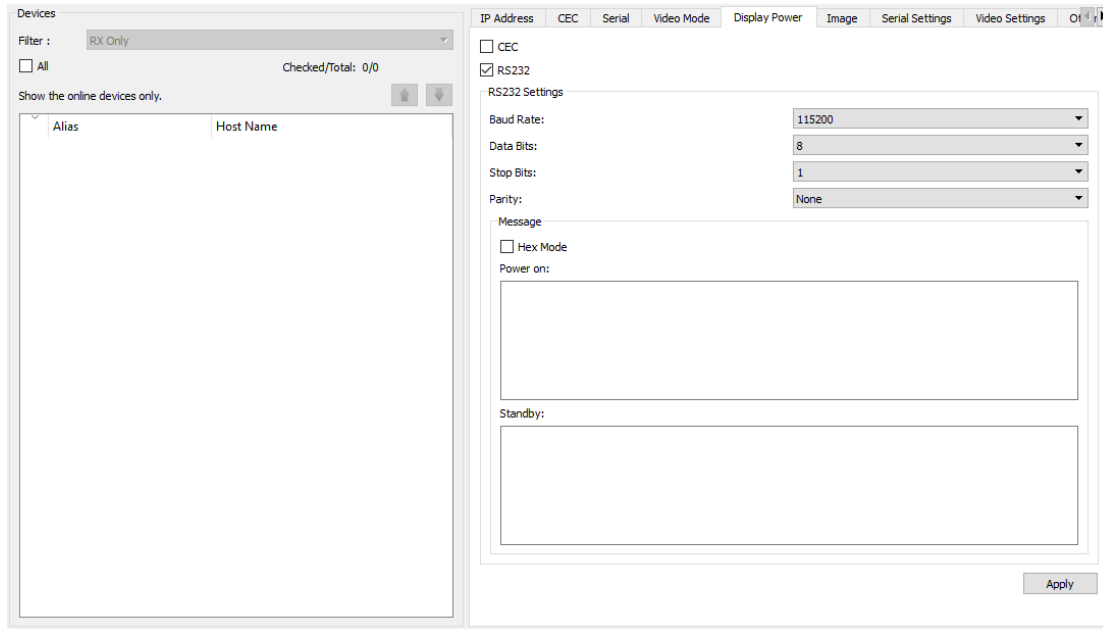 Devices
Filter : RX Only
All Checked/Total: 0/0
Show the online devices only.
Alias Host Name
IP Address CEC Serial Video Mode Display Power Image Serial Settings Video Settings
CEC
RS232
RS232 Settings
Baud Rate: 115200
Data Bits: 8
Stop Bits: 1
Parity: None
Message
Hex Mode
Power on:
Standby:
Apply